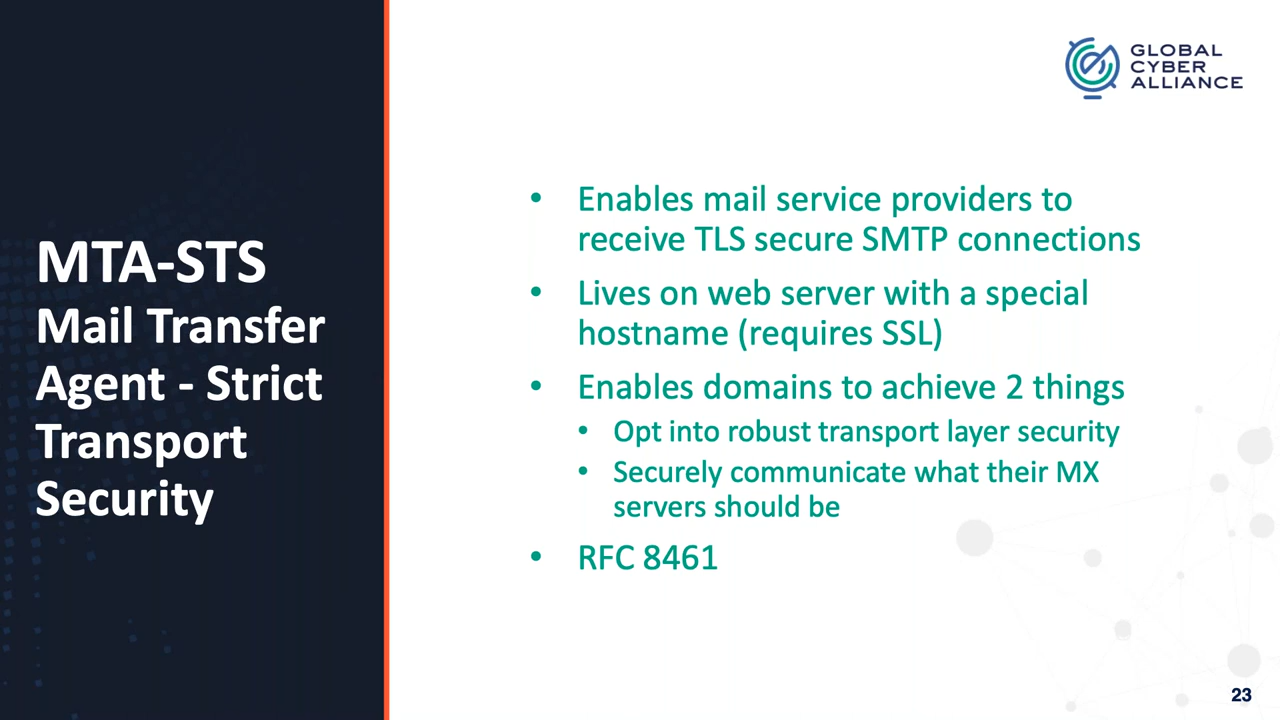 GLOBAL
CYBER
ALLIANCE
MTA-STS
Mail Transfer
Agent - Strict
Transport
Security
• Enables mail service providers to
receive TLS secure SMTP connections
• Lives on web server with a special
hostname (requires SSL)
• Enables domains to achieve 2 things
• Opt into robust transport layer security
• Securely communicate what their MX
servers should be
• RFC 8461
23